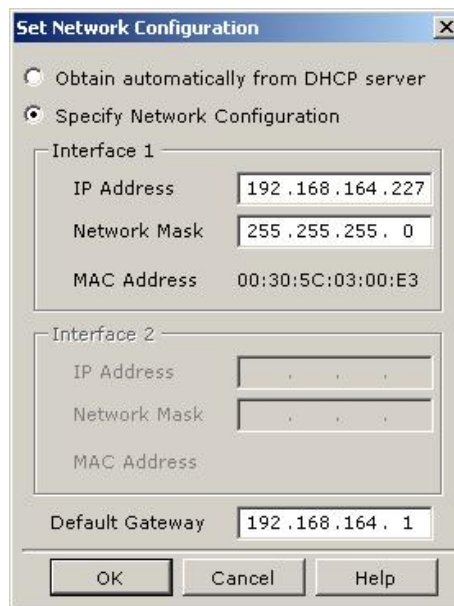 Set Network Configuration
Obtain automatically from DHCP server
Specify Network Configuration
Interface 1
IP Address 192 .168 .164 .227
Network Mask 255 .255 .255 . 0
MAC Address 00:30:5C:03:00:E3
Interface 2
IP Address . . .
Network Mask . . .
MAC Address
Default Gateway 192 .168 .164 . 1
OK Cancel Help